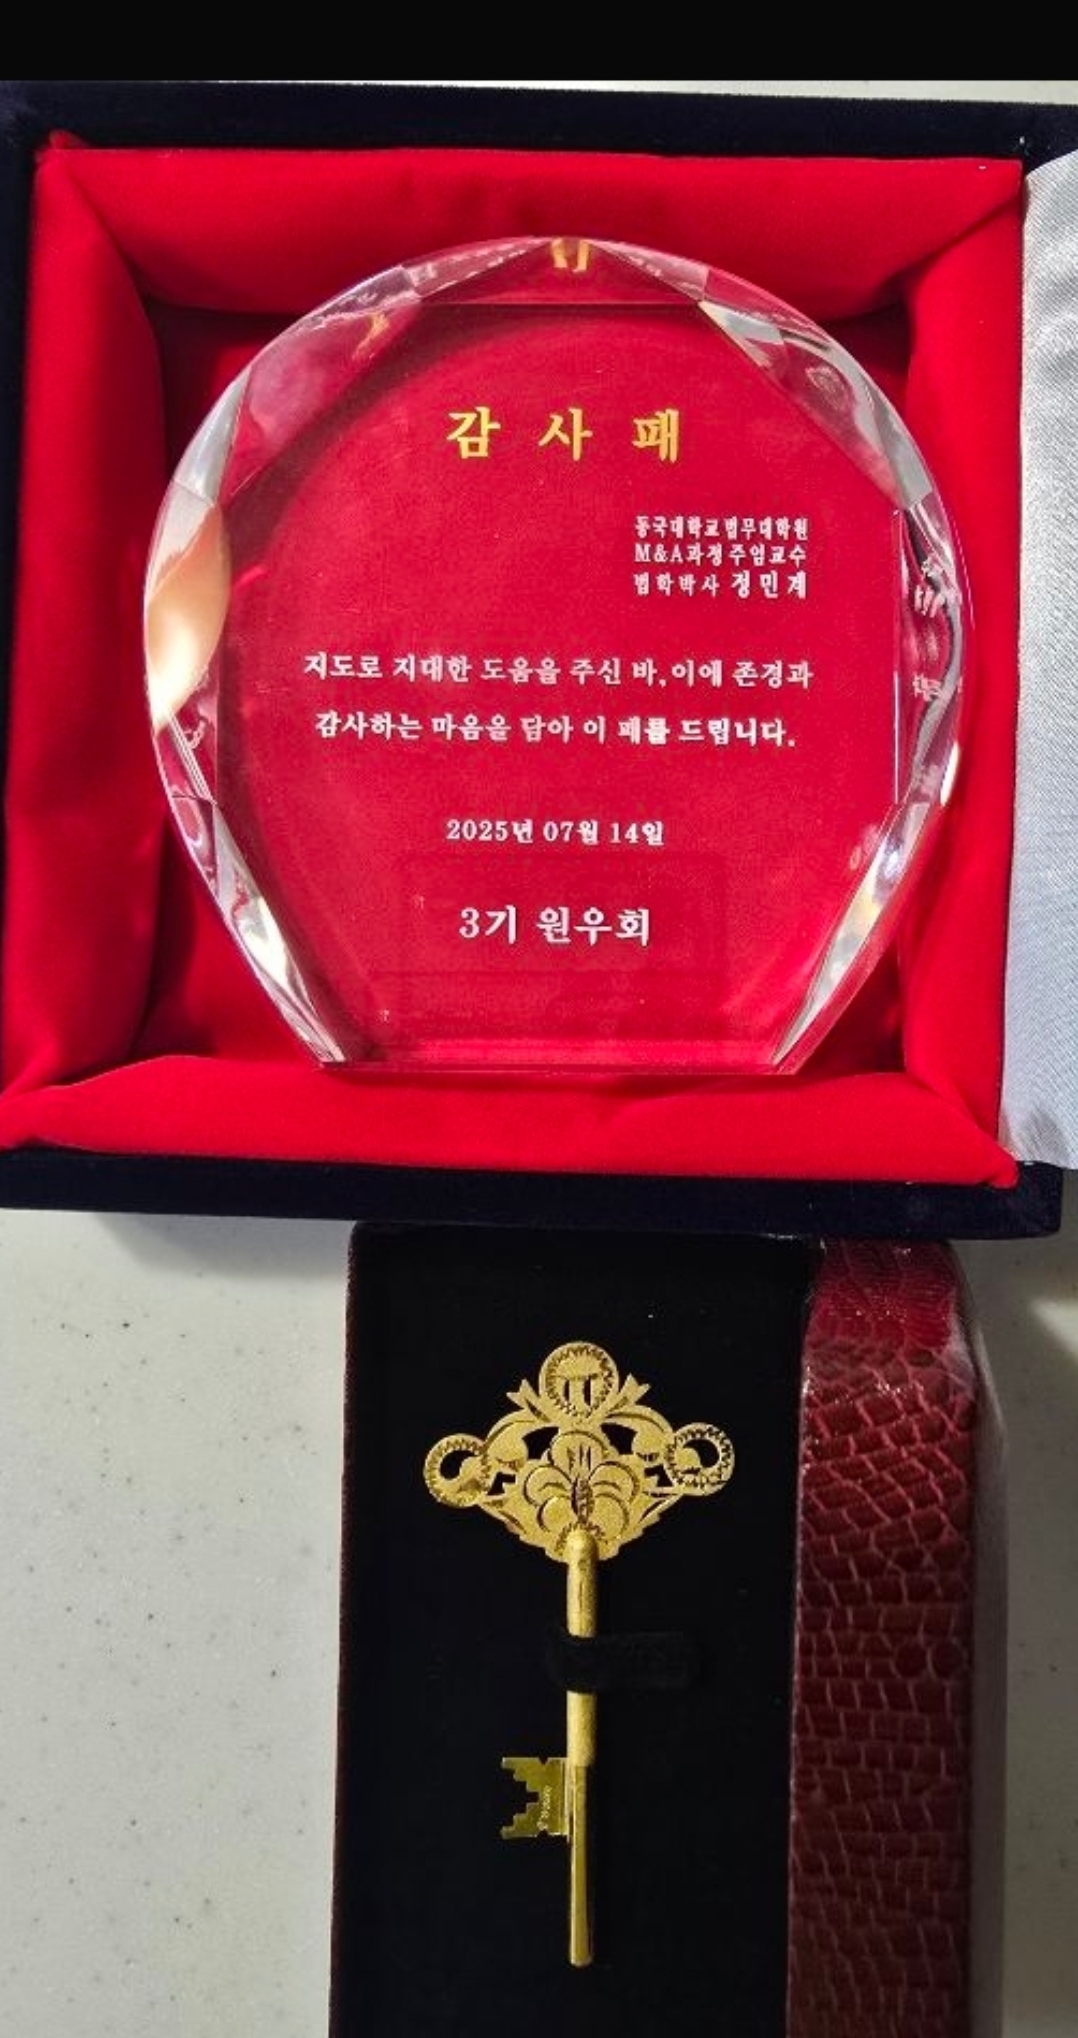 감 사 패
동국대학교법무대학원
M&A과정주임교수
법학박사 정민계
지도로 지대한 도움을 주신 바,이에 존경과
감사하는 마음을 담아 이 패를 드립니다.
2025년 07월 14일
3기 원우회